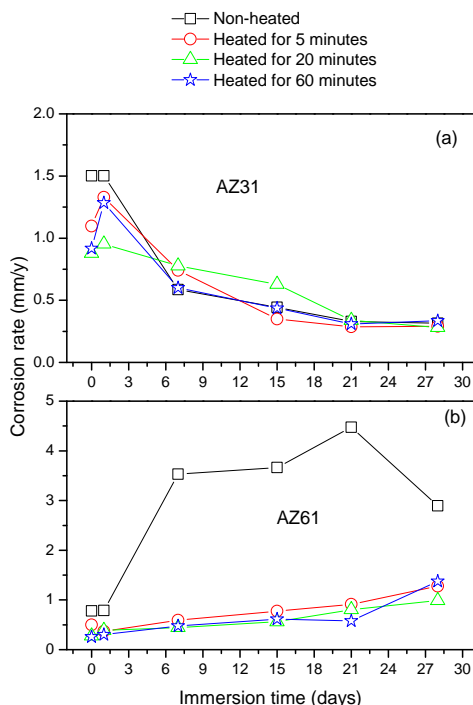 Non-heated
Heated for 5 minutes
Heated for 20 minutes
Heated for 60 minutes
2.0
(a)
AZ31
1.5
1.0
0.5
0.0
0 3 6 9 12 15 18 21 24 27 30
Corrosion rate (mm/y)
5
(b)
4
3
AZ61
2
1
0
0 3 6 9 12 15 18 21 24 27 30
Immersion time (days)